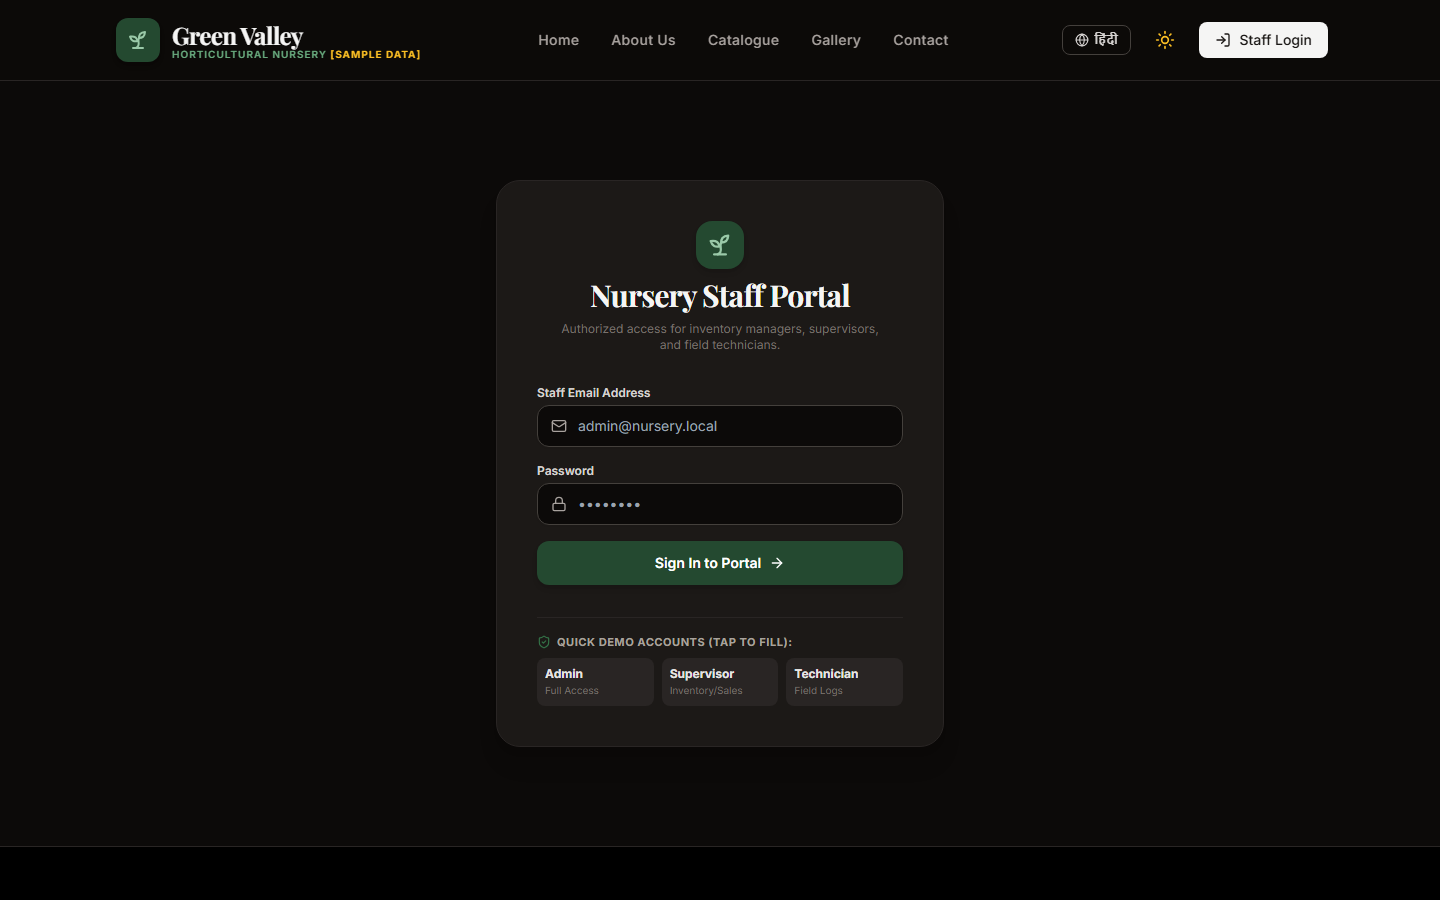 Green Valley
HORTICULTURAL NURSERY [SAMPLE DATA]
Home
About Us
Catalogue
Gallery
Contact
हिंदी
Staff Login
Nursery Staff Portal
Authorized access for inventory managers, supervisors,
and field technicians.
Staff Email Address
admin@nursery.local
Password
••••••••
Sign In to Portal
QUICK DEMO ACCOUNTS (TAP TO FILL):
Admin
Full Access
Supervisor
Inventory/Sales
Technician
Field Logs